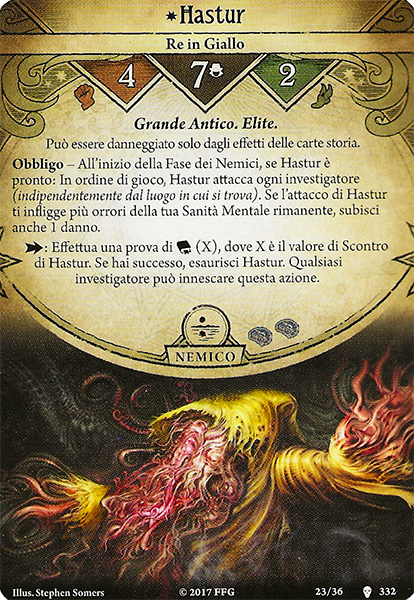 Hastur
Re in Giallo
4 7 2
Grande Antico. Elite.
Può essere danneggiato solo dagli effetti delle carte storia.
Obbligo – All'inizio della Fase dei Nemici, se Hastur è
pronto: In ordine di gioco, Hastur attacca ogni investigatore
(indipendentemente dal luogo in cui si trova). Se l'attacco di Hastur
ti infligge più orrori della tua Sanità Mentale rimanente, subisci
anche 1 danno.
: Effettua una prova di (X), dove X è il valore di Scontro
di Hastur. Se hai successo, esaurisci Hastur. Qualsiasi
investigatore può innescare questa azione.
NEMICO
Illus. Stephen Somers
© 2017 FFG
23/36
332